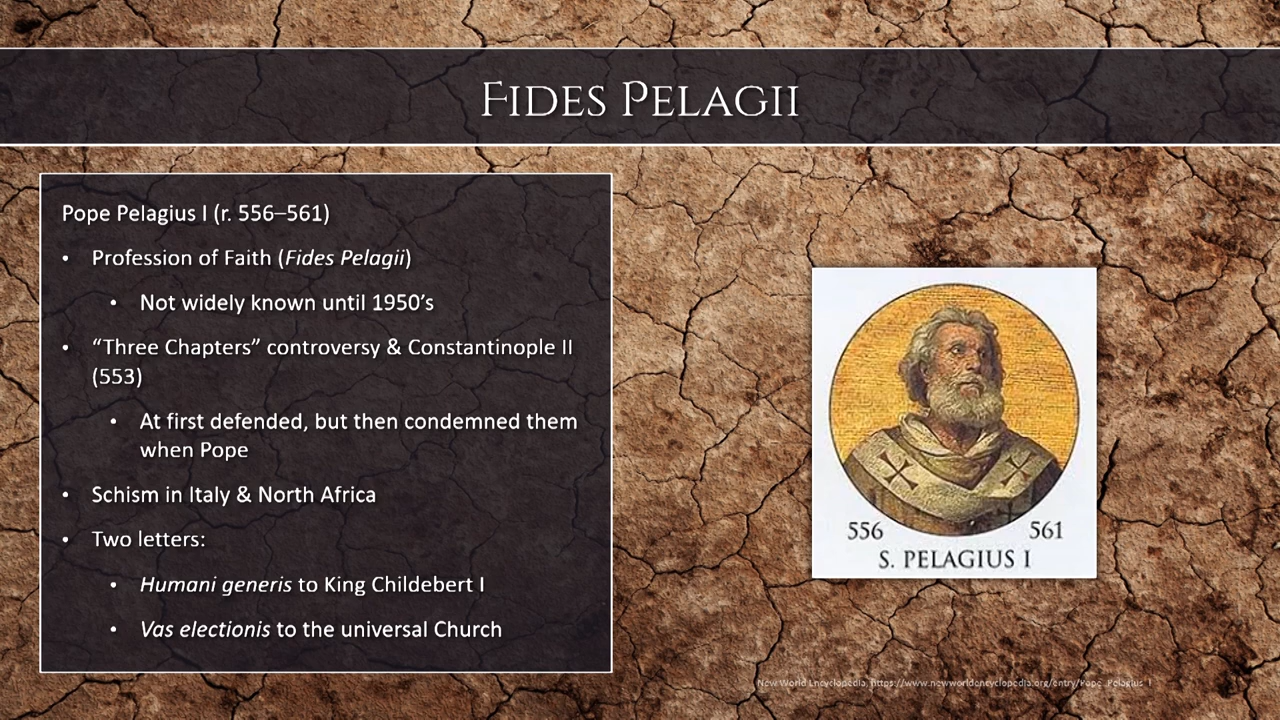 FIDES PELAGII
Pope Pelagius I (r. 556–561)
• Profession of Faith (Fides Pelagii)
• Not widely known until 1950’s
• “Three Chapters” controversy & Constantinople II
(553)
• At first defended, but then condemned them
when Pope
• Schism in Italy & North Africa
• Two letters:
• Humani generis to King Childebert I
• Vas electionis to the universal Church
556 561
S. PELAGIUS I
New World Encyclopedia, https://www.newworldencyclopedia.org/entry/Pope_Pelagius_I